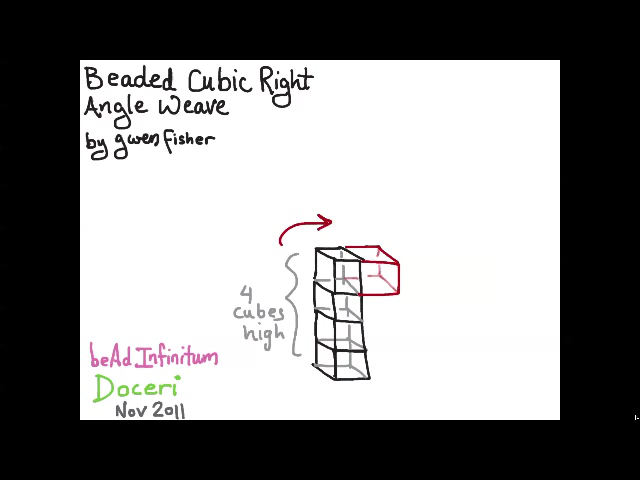 Beaded Cubic Right
Angle Weave
by gwen fisher
4
cubes
high
beAd Infinitum
Doceri
Nov 2011